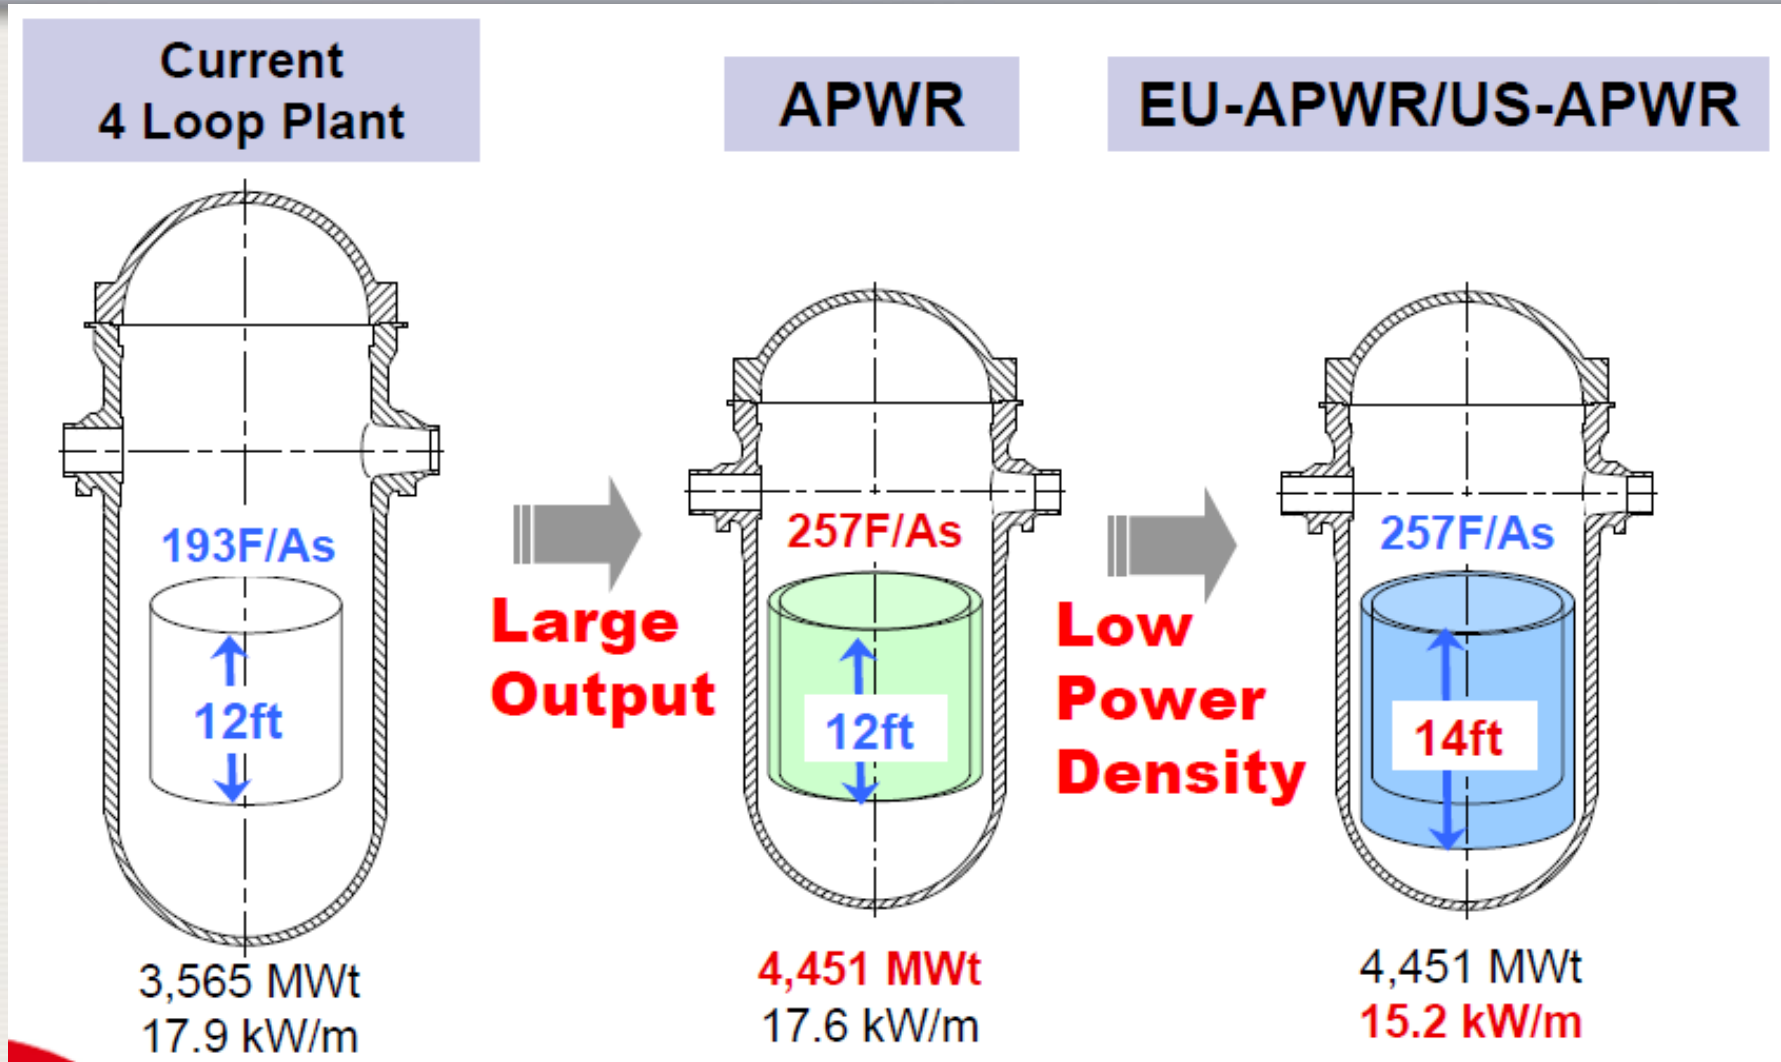 Current
4 Loop Plant
APWR
EU-APWR/US-APWR
193F/As
12ft
3,565 MWt
17.9 kW/m
Large
Output
257F/As
12ft
4,451 MWt
17.6 kW/m
Low
Power
Density
257F/As
14ft
4,451 MWt
15.2 kW/m